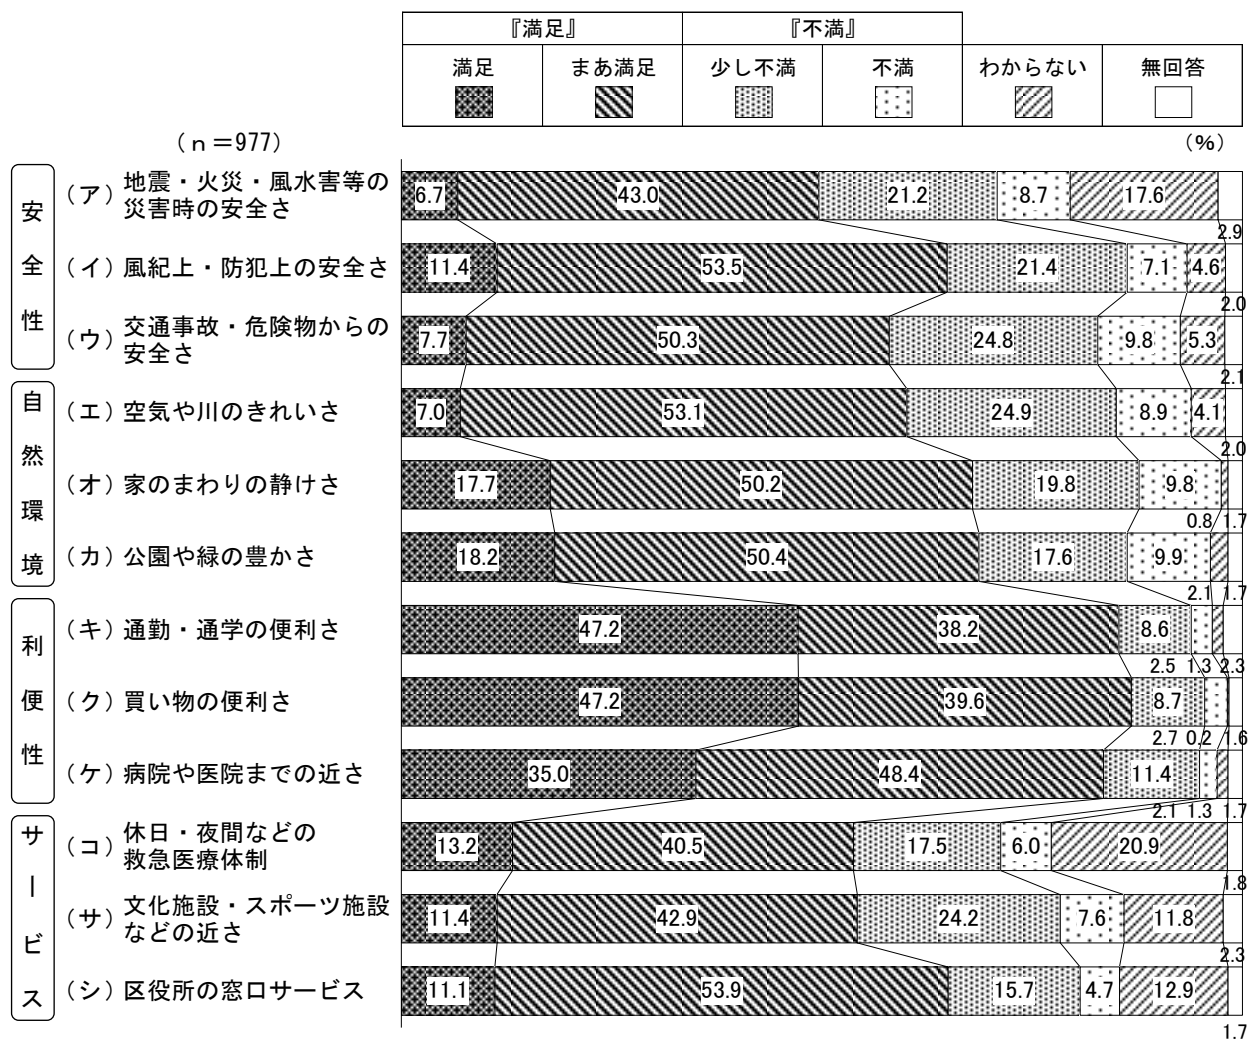 『満足』 『不満』
満足 まあ満足 少し不満 不満 わからない 無回答
（ｎ＝977） (%)
安全性
（ア）地震・火災・風水害等の
災害時の安全さ
6.7 43.0 21.2 8.7 17.6
2.9
（イ）風紀上・防犯上の安全さ
11.4 53.5 21.4 7.1 4.6
2.0
（ウ）交通事故・危険物からの
安全さ
7.7 50.3 24.8 9.8 5.3
2.1
自然環境
（エ）空気や川のきれいさ
7.0 53.1 24.9 8.9 4.1
2.0
（オ）家のまわりの静けさ
17.7 50.2 19.8 9.8
0.8 1.7
（カ）公園や緑の豊かさ
18.2 50.4 17.6 9.9
2.1 1.7
利便性
（キ）通勤・通学の便利さ
47.2 38.2 8.6
2.5 1.3 2.3
（ク）買い物の便利さ
47.2 39.6 8.7
2.7 0.2 1.6
（ケ）病院や医院までの近さ
35.0 48.4 11.4
2.1 1.3 1.7
サービス
（コ）休日・夜間などの
救急医療体制
13.2 40.5 17.5 6.0 20.9
1.8
（サ）文化施設・スポーツ施設
などの近さ
11.4 42.9 24.2 7.6 11.8
2.3
（シ）区役所の窓口サービス
11.1 53.9 15.7 4.7 12.9
1.7